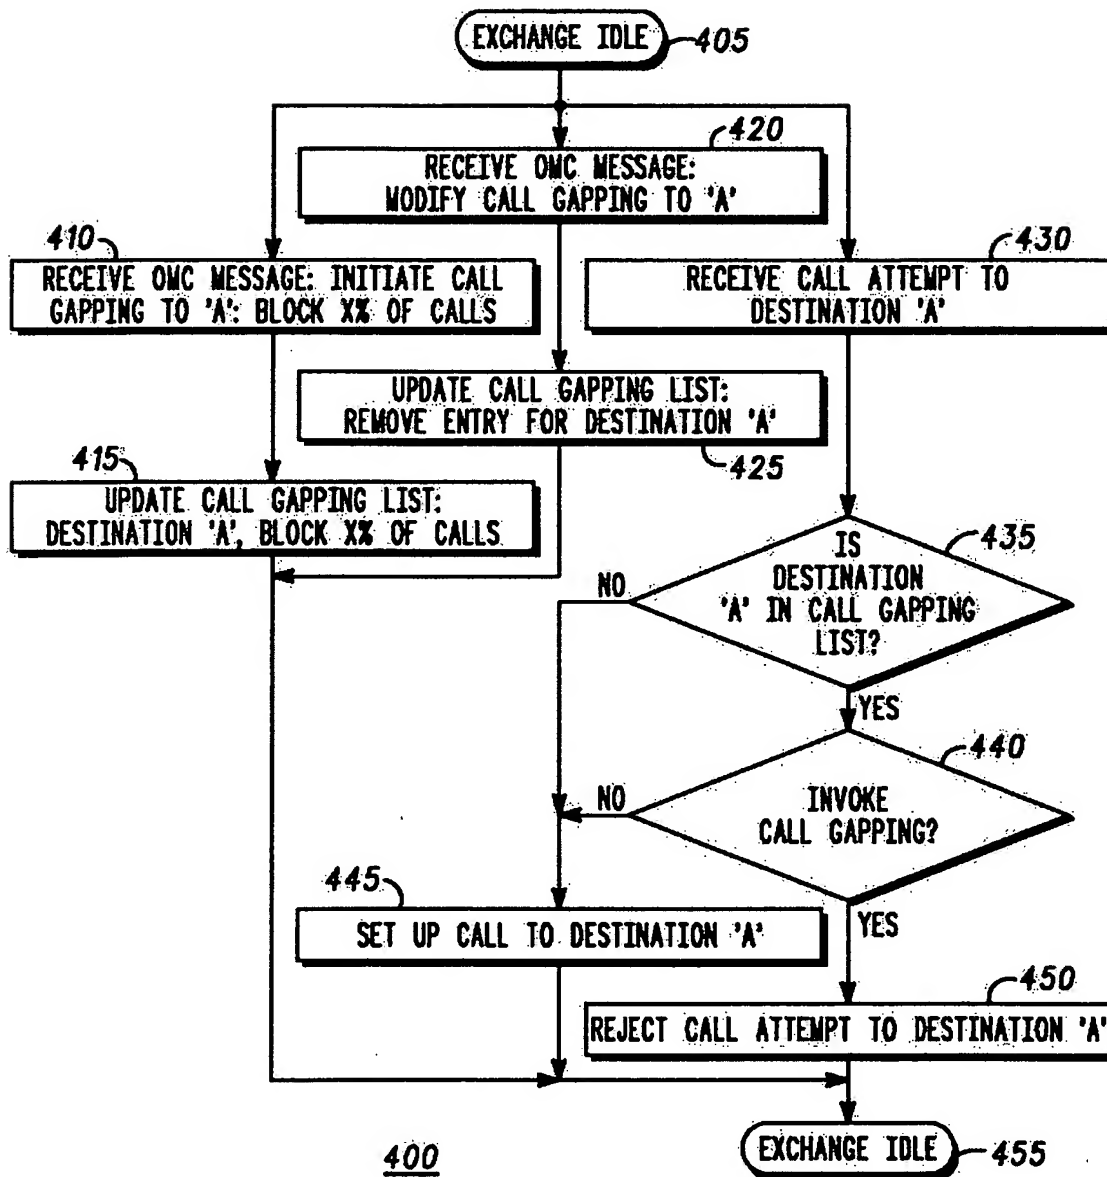 EXCHANGE IDLE
405
420
RECEIVE OMC MESSAGE:
MODIFY CALL GAPPING TO 'A'
410
RECEIVE OMC MESSAGE: INITIATE CALL
GAPPING TO 'A': BLOCK X% OF CALLS
430
RECEIVE CALL ATTEMPT TO
DESTINATION 'A'
UPDATE CALL GAPPING LIST:
REMOVE ENTRY FOR DESTINATION 'A'
425
415
UPDATE CALL GAPPING LIST:
DESTINATION 'A', BLOCK X% OF CALLS
435
IS
DESTINATION
'A' IN CALL GAPPING
LIST?
NO
YES
440
INVOKE
CALL GAPPING?
NO
YES
445
SET UP CALL TO DESTINATION 'A'
450
REJECT CALL ATTEMPT TO DESTINATION 'A'
EXCHANGE IDLE
455
400